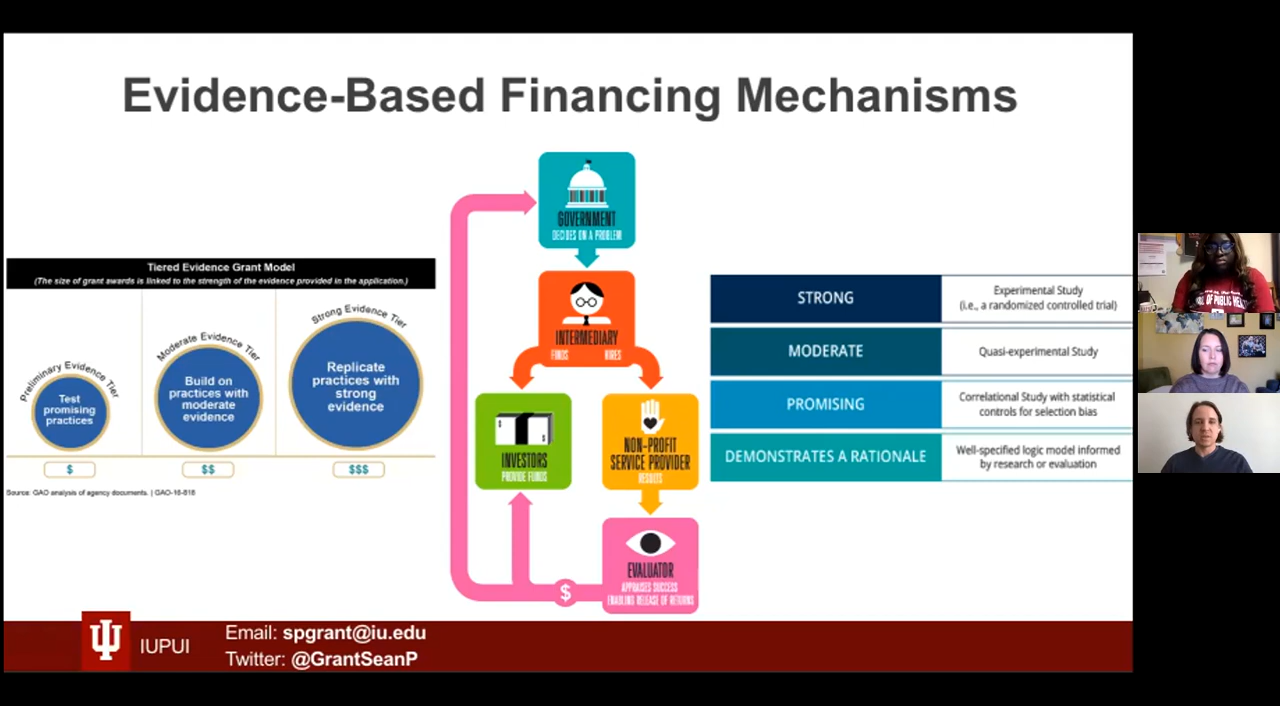 Evidence-Based Financing Mechanisms
Tiered Evidence Grant Model
(The size of grant awards is linked to the strength of the evidence provided in the application.)
Preliminary Evidence Tier
Test
promising
practices
$
Moderate Evidence Tier
Build on
practices with
moderate
evidence
$$
Strong Evidence Tier
Replicate
practices with
strong
evidence
$$$
Source: GAO analysis of agency documents. | GAO-16-818
GOVERNMENT
DECIDES ON A PROBLEM
INTERMEDIARY
FUNDS HIRES
INVESTORS
PROVIDE FUNDS
NON-PROFIT
SERVICE PROVIDER
RESULTS
EVALUATOR
APPRAISES SUCCESS
ENABLING RELEASE OF RETURNS
$
STRONG
Experimental Study
(i.e., a randomized controlled trial)
MODERATE
Quasi-experimental Study
PROMISING
Correlational Study with statistical
controls for selection bias
DEMONSTRATES A RATIONALE
Well-specified logic model informed
by research or evaluation
IUPUI
Email: spgrant@iu.edu
Twitter: @GrantSeanP
OF PUBLIC HEA